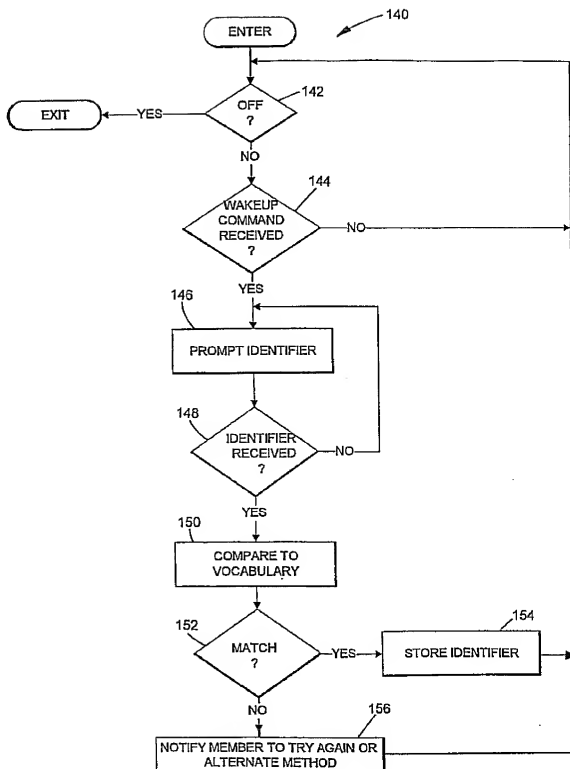 ENTER
140
142
OFF
?
YES
EXIT
NO
144
WAKEUP
COMMAND
RECEIVED
?
NO
YES
146
PROMPT IDENTIFIER
148
IDENTIFIER
RECEIVED
?
NO
YES
150
COMPARE TO
VOCABULARY
152
MATCH
?
YES
154
STORE IDENTIFIER
NO
156
NOTIFY MEMBER TO TRY AGAIN OR
ALTERNATE METHOD